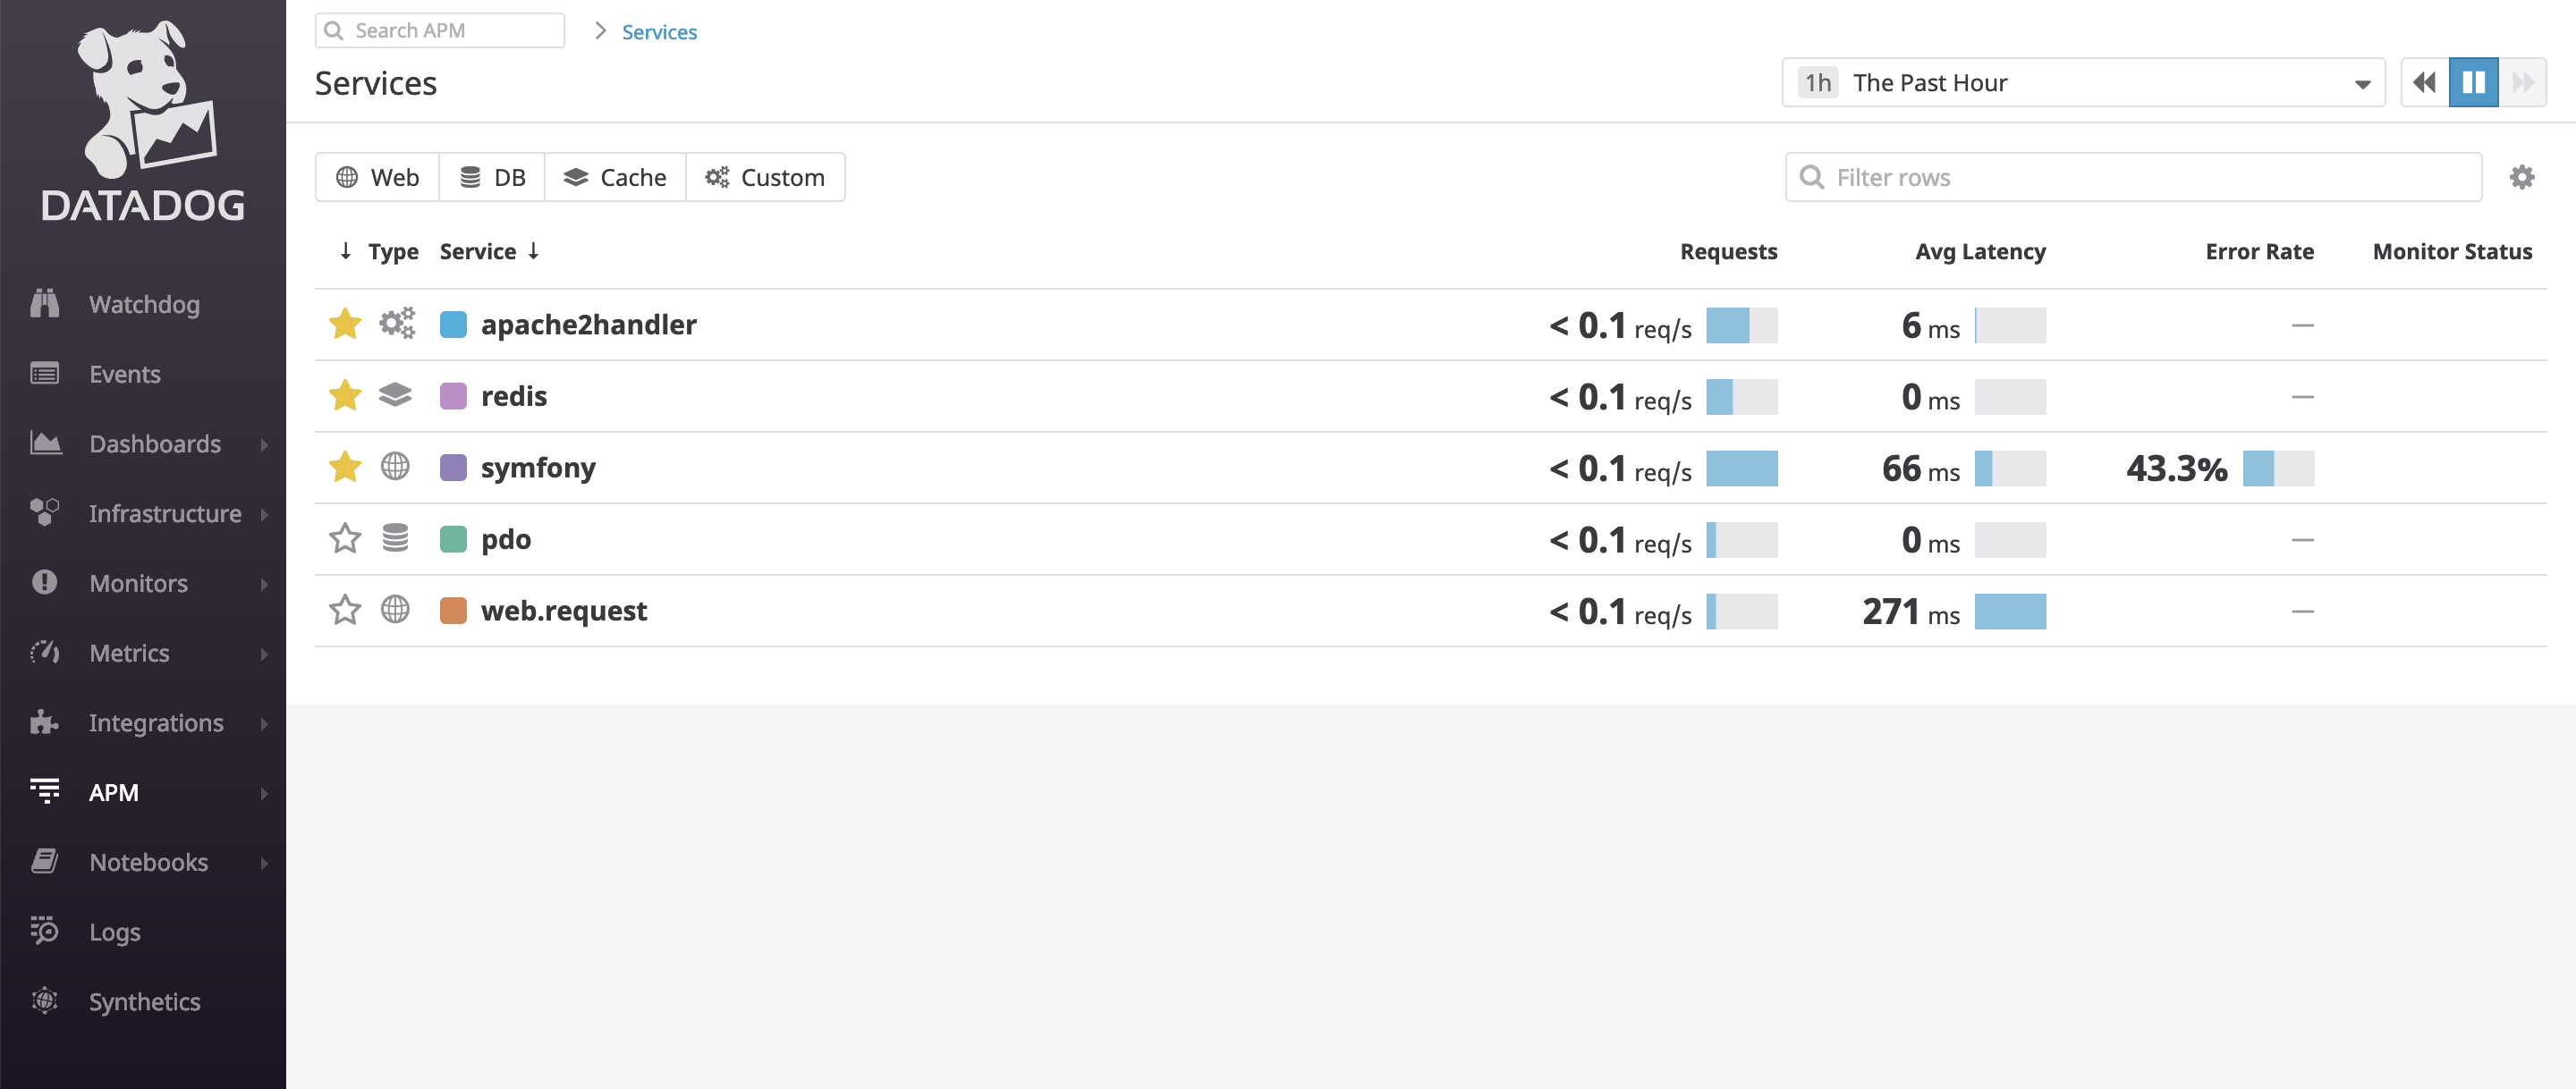 DATADOG
Watchdog
Events
Dashboards
Infrastructure
Monitors
Metrics
Integrations
APM
Notebooks
Logs
Synthetics
Search APM
Services
Services
1h The Past Hour
Web DB Cache Custom
Filter rows
Type Service Requests Avg Latency Error Rate Monitor Status
apache2handler < 0.1 req/s 6 ms —
redis < 0.1 req/s 0 ms —
symfony < 0.1 req/s 66 ms 43.3%
pdo < 0.1 req/s 0 ms —
web.request < 0.1 req/s 271 ms —